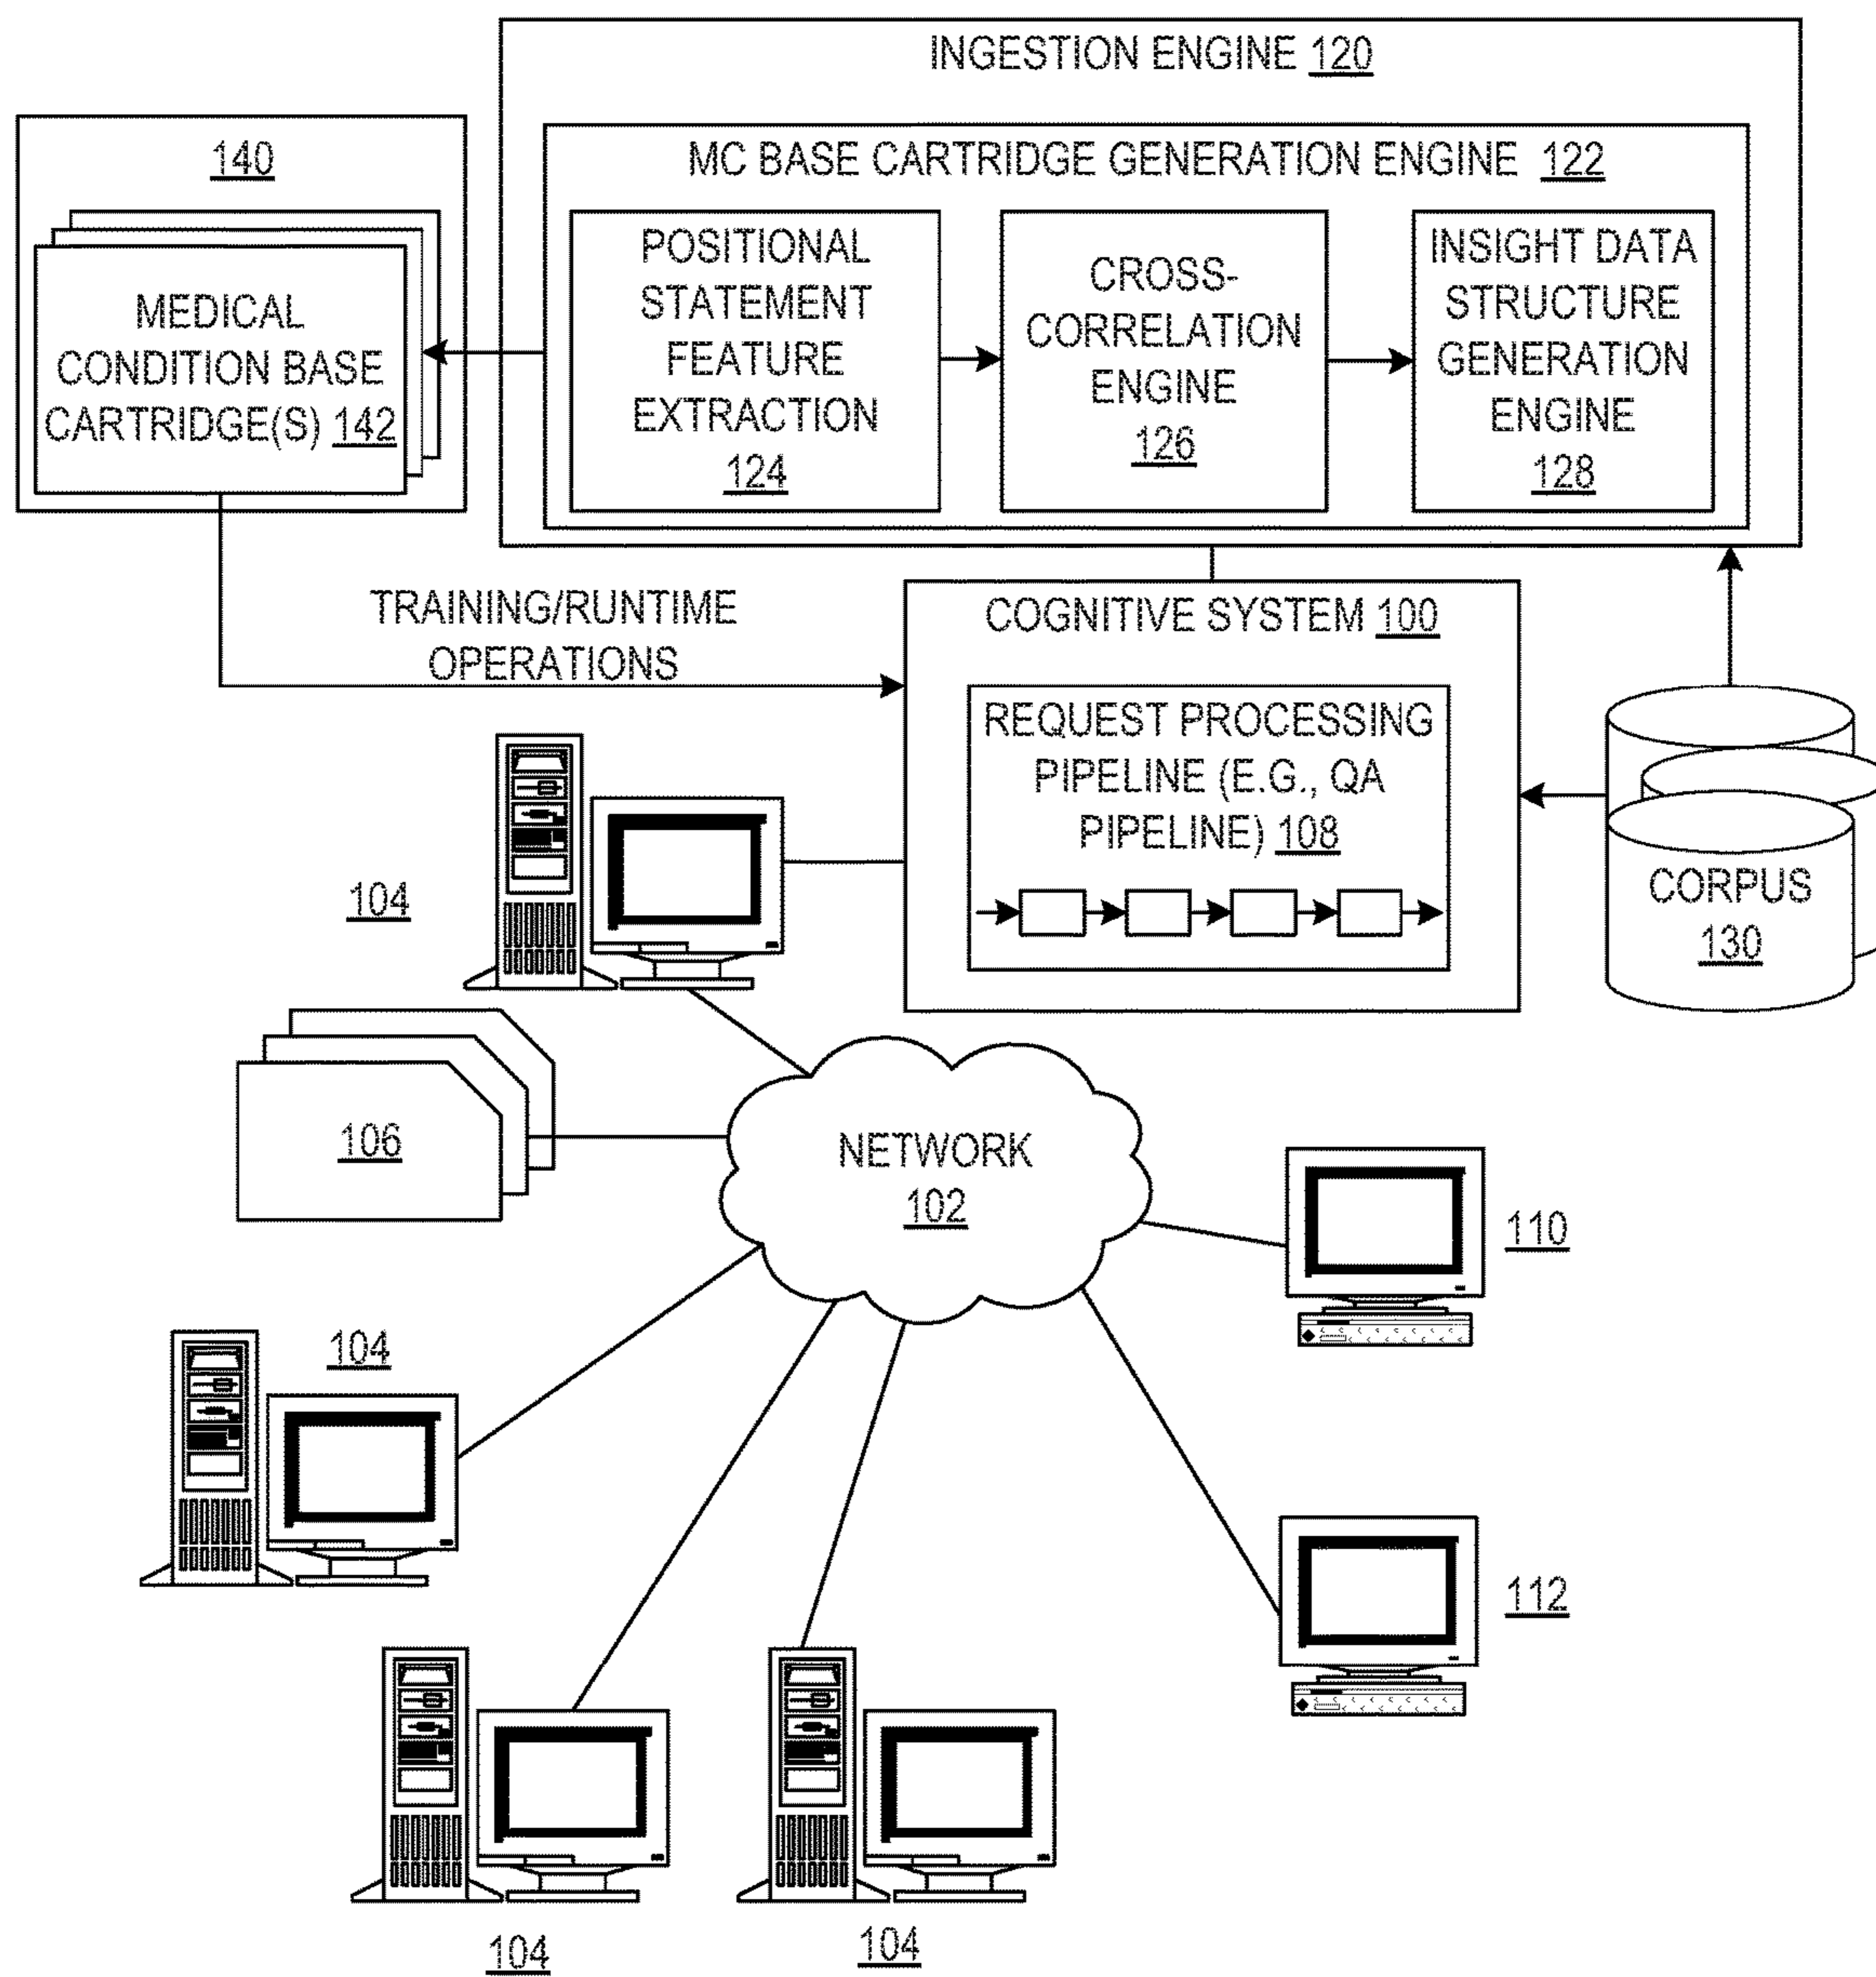 INGESTION ENGINE 120
140
MC BASE CARTRIDGE GENERATION ENGINE 122
MEDICAL
CONDITION BASE
CARTRIDGE(S) 142
POSITIONAL
STATEMENT
FEATURE
EXTRACTION
124
CROSS-
CORRELATION
ENGINE
126
INSIGHT DATA
STRUCTURE
GENERATION
ENGINE
128
TRAINING/RUNTIME
OPERATIONS
COGNITIVE SYSTEM 100
REQUEST PROCESSING
PIPELINE (E.G., QA
PIPELINE) 108
CORPUS
130
104
106
NETWORK
102
110
104
112
104
104